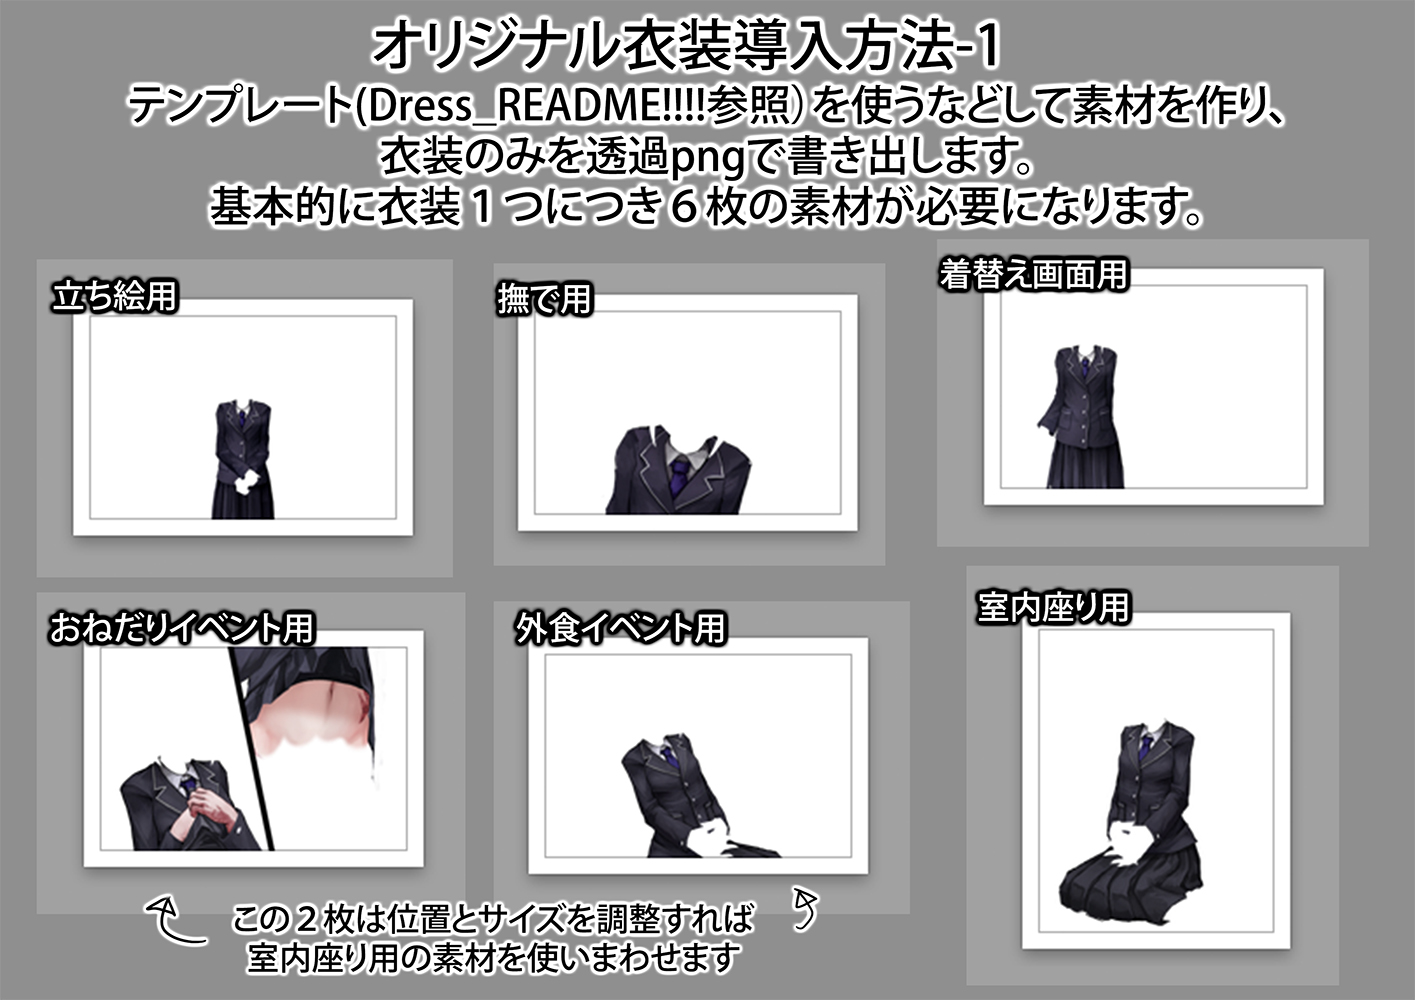 オリジナル衣装導入方法-1
テンプレート(Dress_README!!!!参照）を使うなどして素材を作り、
衣装のみを透過pngで書き出します。
基本的に衣装１つにつき６枚の素材が必要になります。
立ち絵用
撫で用
着替え画面用
おねだりイベント用
外食イベント用
室内座り用
この２枚は位置とサイズを調整すれば
室内座り用の素材を使いまわせます